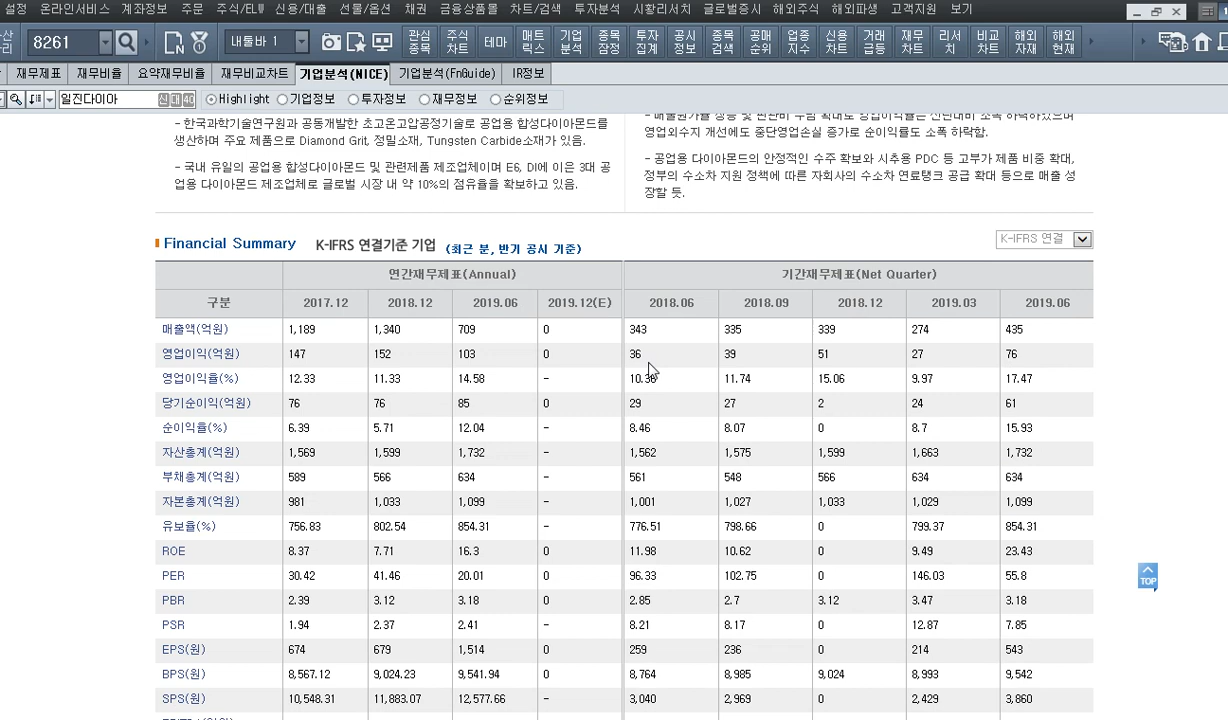 설정 온라인서비스 계좌정보 주문 주식/ELW 신용/대출 선물/옵션 채권 금융상품몰 차트/검색 투자분석 시황리서치 글로벌증시 해외주식 해외파생 고객지원 보기
8261 내툴바 1 관심종목 주식차트 테마 매트릭스 기업분석 종목잔정 투자집계 공시정보 종목검색 공매순위 업종지수 신용차트 거래급등 재무차트 리서치 비교차트 해외자재 해외현재
재무제표 재무비율 요약재무비율 재무비교차트 기업분석(NICE) 기업분석(FnGuide) IR정보
일진다이아 신 대 40 Highlight 기업정보 투자정보 재무정보 순위정보
- 한국과학기술연구원과 공동개발한 초고온고압공정기술로 공업용 합성다이아몬드를
생산하며 주요 제품으로 Diamond Grit, 정밀소재, Tungsten Carbide소재가 있음.
- 국내 유일의 공업용 합성다이아몬드 및 관련제품 제조업체이며 E6, DI에 이은 3대 공
업용 다이아몬드 제조업체로 글로벌 시장 내 약 10%의 점유율을 확보하고 있음.
영업외수지 개선에도 중단영업손실 증가로 순이익률도 소폭 하락함.
- 공업용 다이아몬드의 안정적인 수주 확보와 시추용 PDC 등 고부가 제품 비중 확대,
정부의 수소차 지원 정책에 따른 자회사의 수소차 연료탱크 공급 확대 등으로 매출 성
장할 듯.
Financial Summary K-IFRS 연결기준 기업 (최근 분, 반기 공시 기준) K-IFRS 연결
연간재무제표(Annual) 기간재무제표(Net Quarter)
구분 2017.12 2018.12 2019.06 2019.12(E) 2018.06 2018.09 2018.12 2019.03 2019.06
매출액(억원) 1,189 1,340 709 0 343 335 339 274 435
영업이익(억원) 147 152 103 0 36 39 51 27 76
영업이익율(%) 12.33 11.33 14.58 - 11.74 15.06 9.97 17.47
당기순이익(억원) 76 76 85 0 29 27 2 24 61
순이익률(%) 6.39 5.71 12.04 - 8.46 8.07 0 8.7 15.93
자산총계(억원) 1,569 1,599 1,732 - 1,562 1,575 1,599 1,663 1,732
부채총계(억원) 589 566 634 - 561 548 566 634 634
자본총계(억원) 981 1,033 1,099 - 1,001 1,027 1,033 1,029 1,099
유보율(%) 756.83 802.54 854.31 - 776.51 798.66 0 799.37 854.31
ROE 8.37 7.71 16.3 0 11.98 10.62 0 9.49 23.43
PER 30.42 41.46 20.01 0 96.33 102.75 0 146.03 55.8
PBR 2.39 3.12 3.18 0 2.85 2.7 3.12 3.47 3.18
PSR 1.94 2.37 2.41 - 8.21 8.17 0 12.87 7.85
EPS(원) 674 679 1,514 0 259 236 0 214 543
BPS(원) 8,567.12 9,024.23 9,541.94 0 8,764 8,985 9,024 8,993 9,542
SPS(원) 10,548.31 11,883.07 12,577.66 - 3,040 2,969 0 2,429 3,860
TOP